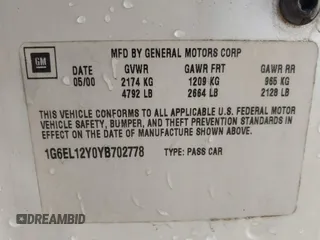 GM
MFD BY GENERAL MOTORS CORP
DATE GVWR GAWR FRT GAWR RR
05/00 2174 KG 1209 KG 965 KG
4792 LB 2664 LB 2128 LB
THIS VEHICLE CONFORMS TO ALL APPLICABLE U.S. FEDERAL MOTOR
VEHICLE SAFETY, BUMPER, AND THEFT PREVENTION STANDARDS IN
EFFECT ON THE DATE OF MANUFACTURE SHOWN ABOVE.
1G6EL12Y0YB702778 TYPE: PASS CAR
DREAMBID